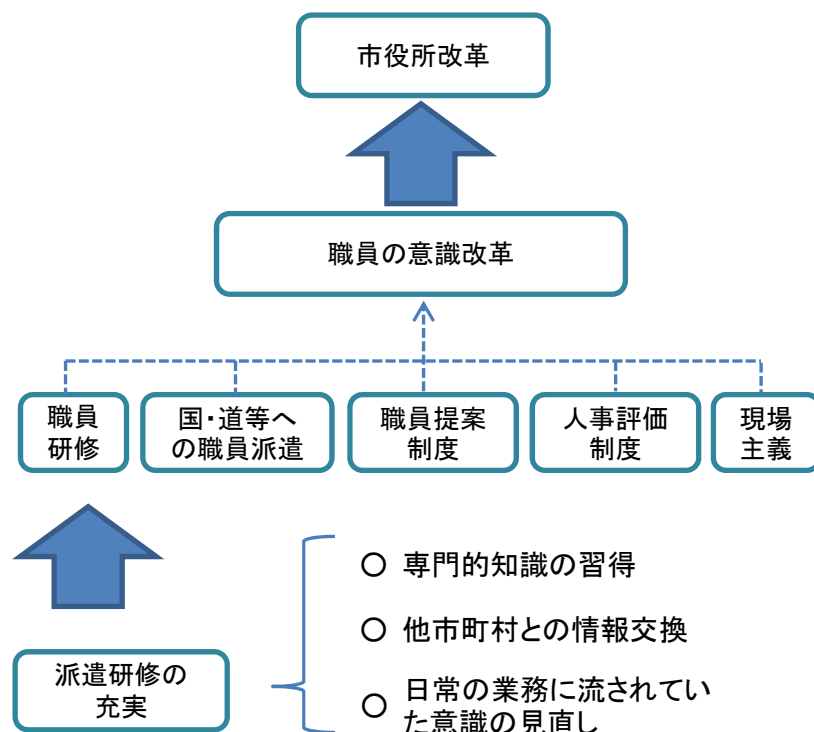 市役所改革
職員の意識改革
職員
研修
国・道等へ
の職員派遣
職員提案
制度
人事評価
制度
現場
主義
派遣研修の
充実
○ 専門的知識の習得
○ 他市町村との情報交換
○ 日常の業務に流されてい
た意識の見直し